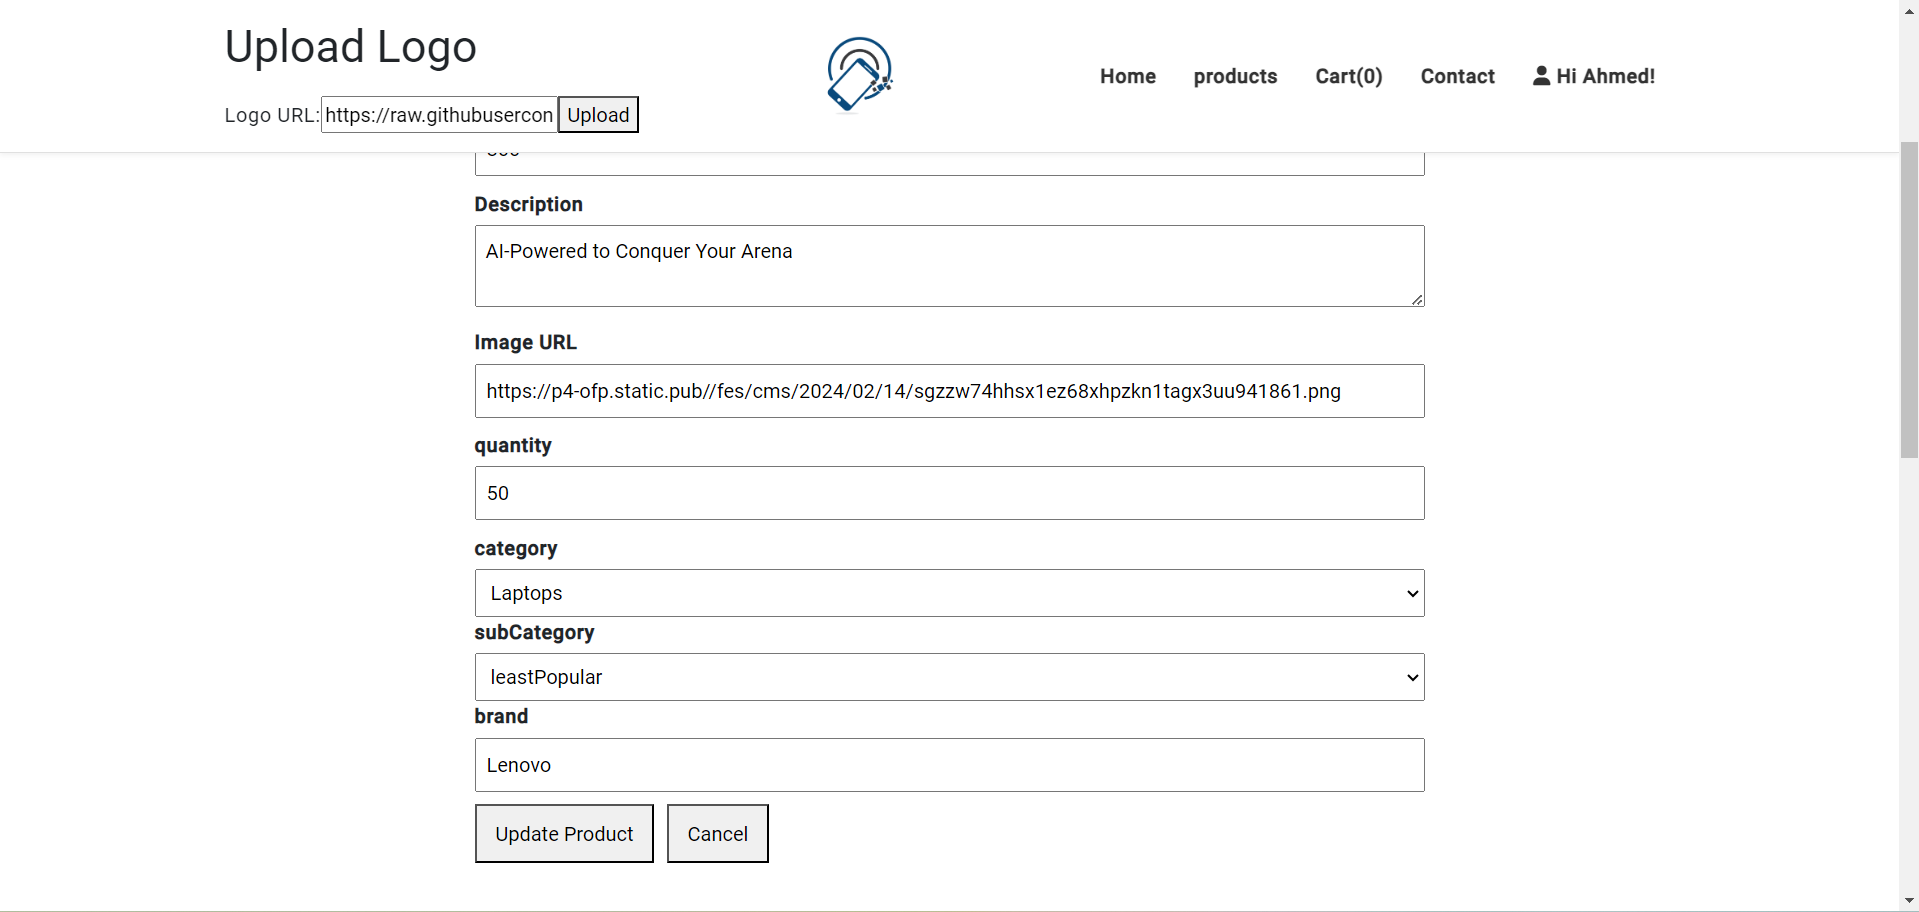 Upload Logo
Logo URL: https://raw.githubusercon Upload
Home products Cart(0) Contact Hi Ahmed!
Description
AI-Powered to Conquer Your Arena
Image URL
https://p4-ofp.static.pub//fes/cms/2024/02/14/sgzzw74hhsx1ez68xhpzkn1tagx3uu941861.png
quantity
50
category
Laptops
subCategory
leastPopular
brand
Lenovo
Update Product Cancel